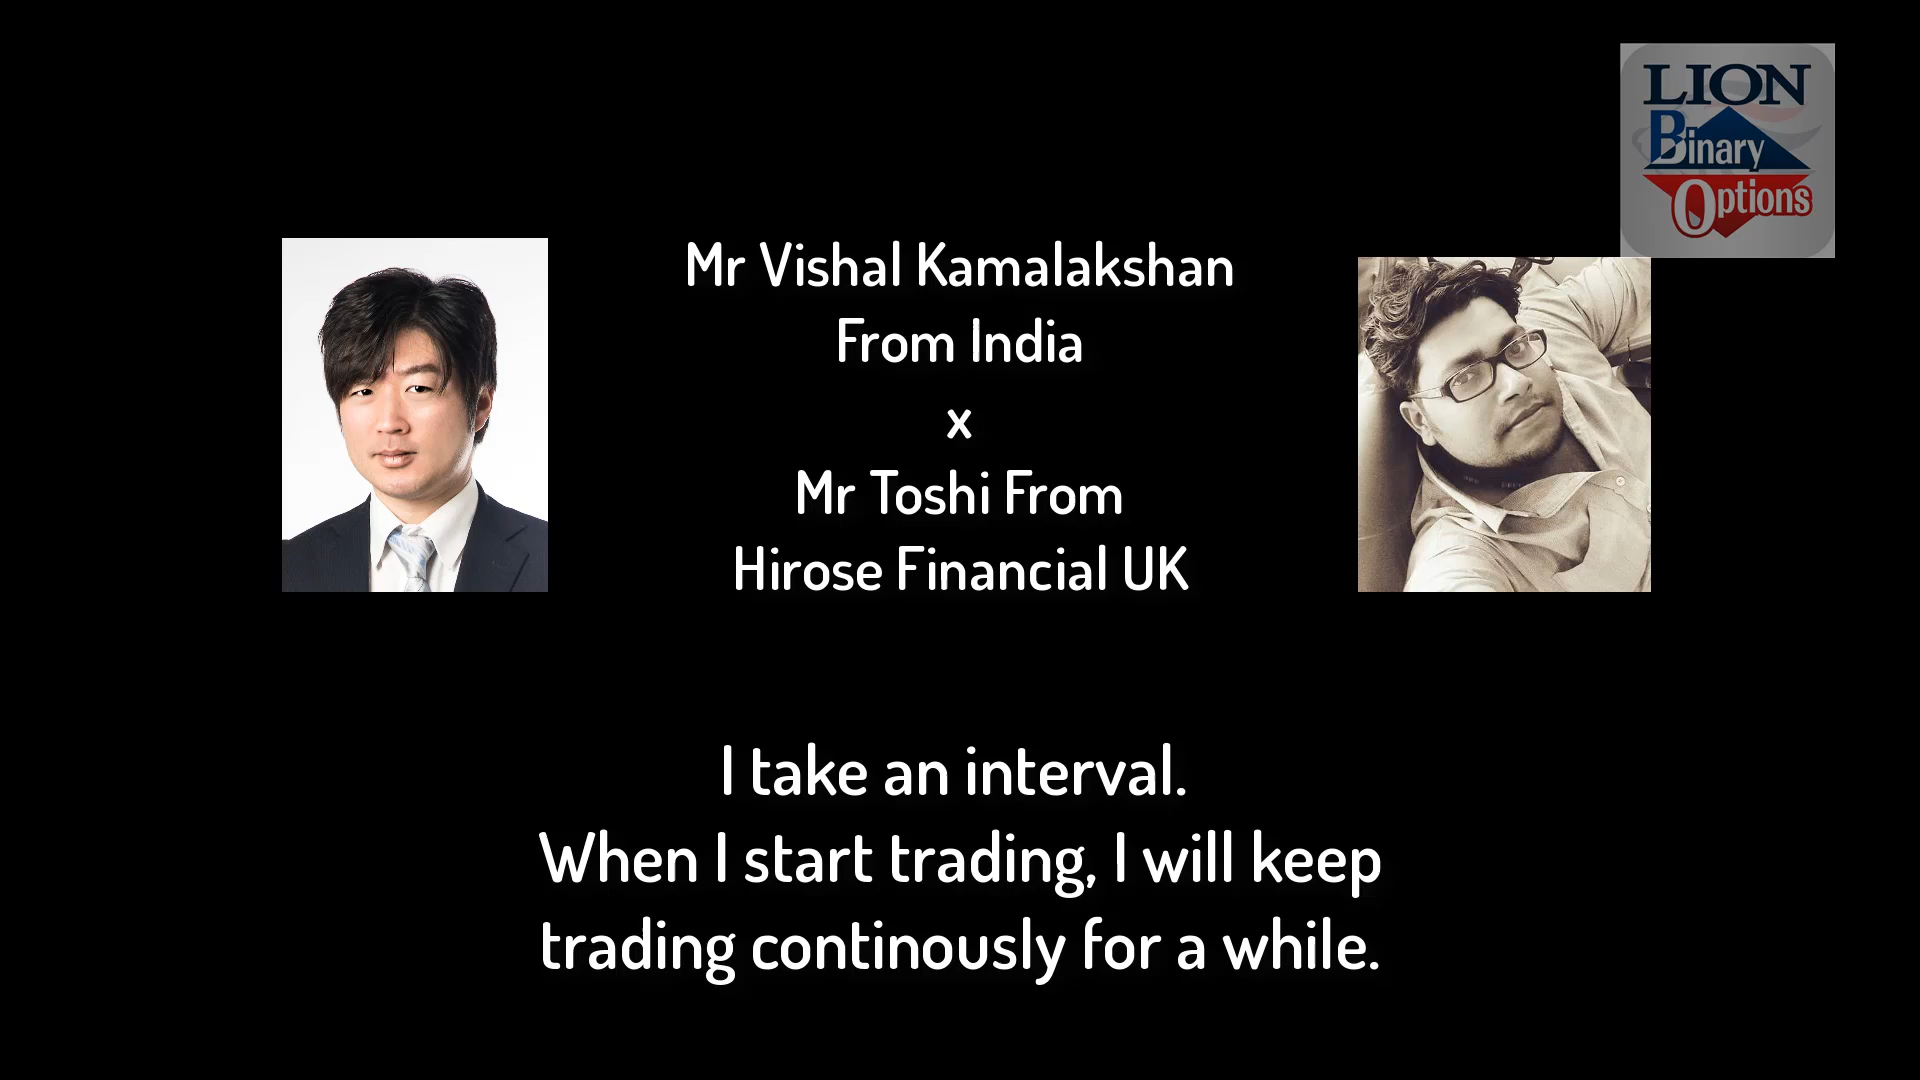 LION
Binary
Options
Mr Vishal Kamalakshan
From India
x
Mr Toshi From
Hirose Financial UK
I take an interval.
When I start trading, I will keep
trading continously for a while.